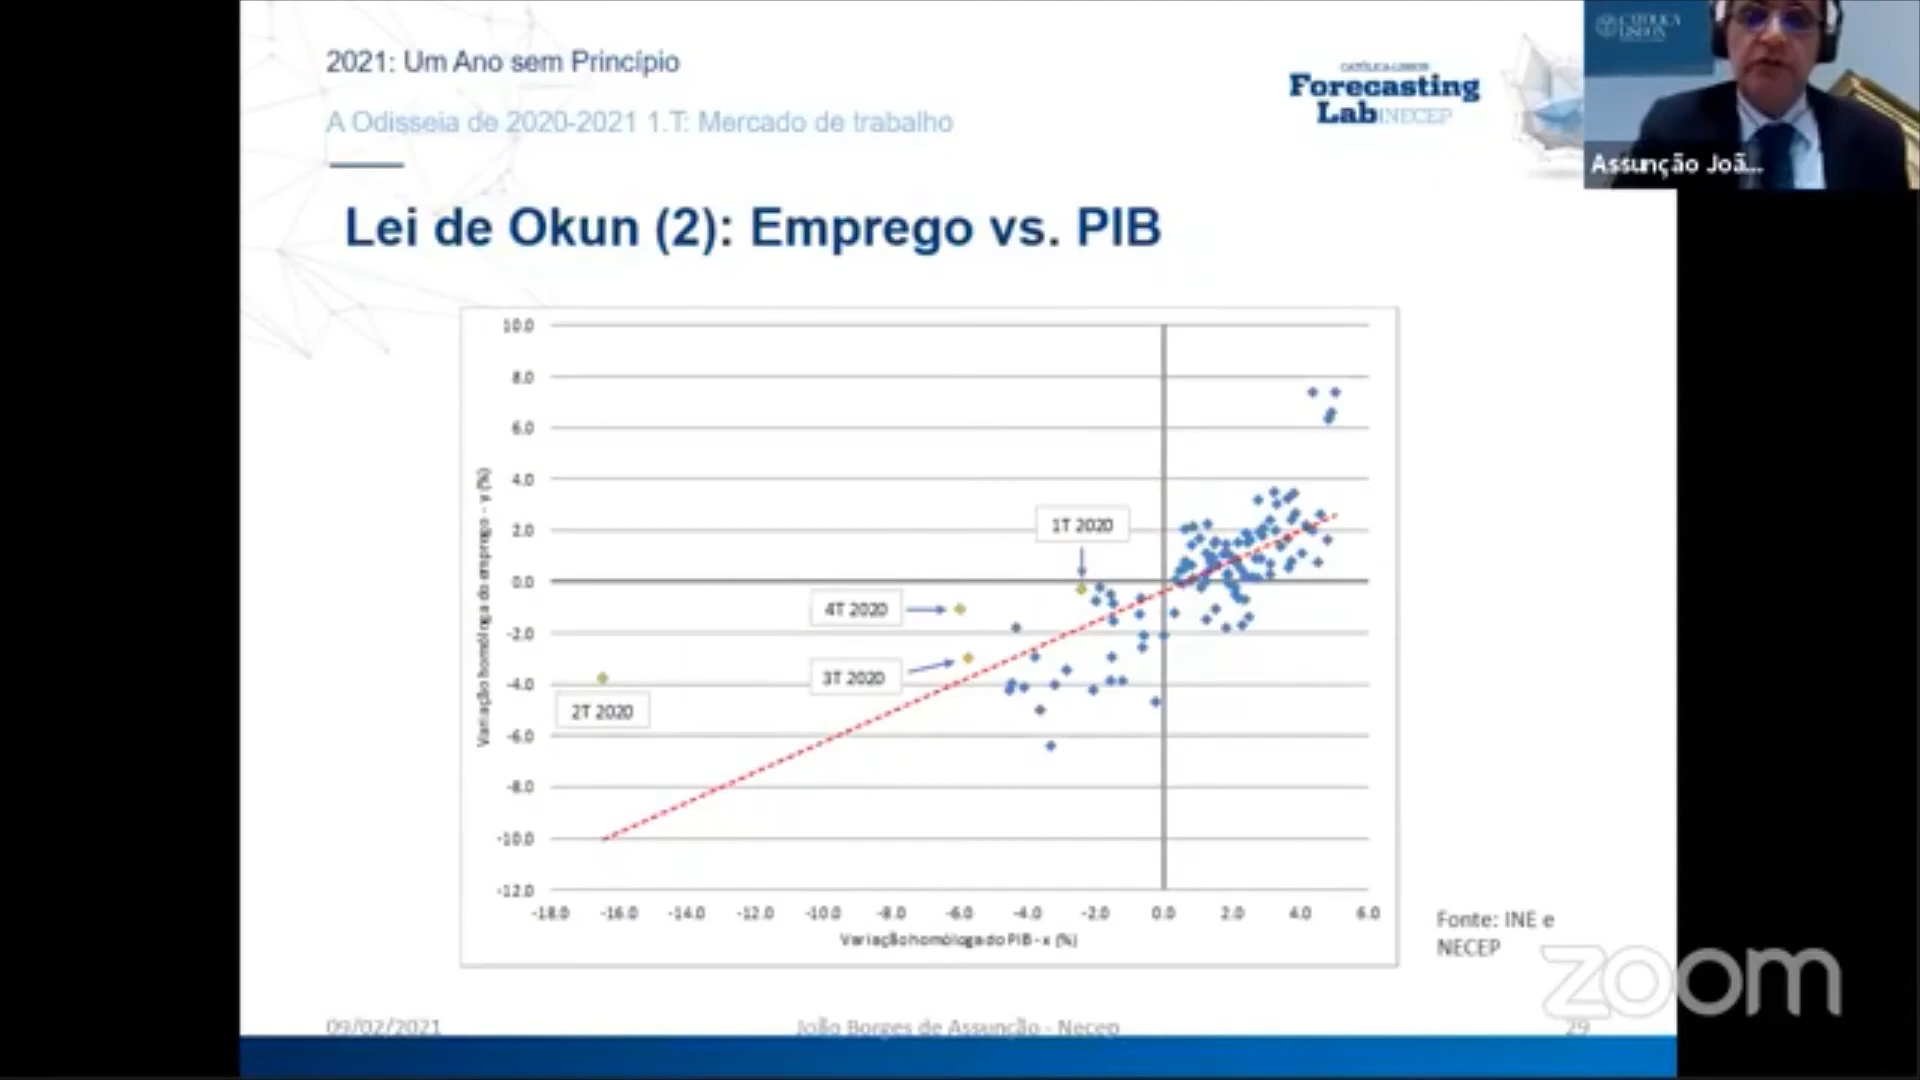 2021: Um Ano sem Princípio
A Odisseia de 2020-2021 1.T: Mercado de trabalho
CATÓLICA-LISBON
Forecasting
Lab NECEP
CATÓLICA
LISBON
Assunção Joã...
Lei de Okun (2): Emprego vs. PIB
10.0
8.0
6.0
4.0
2.0
0.0
-2.0
-4.0
-6.0
-8.0
-10.0
-12.0
Variação homóloga do emprego - y (%)
1T 2020
4T 2020
3T 2020
2T 2020
-18.0 -16.0 -14.0 -12.0 -10.0 -8.0 -6.0 -4.0 -2.0 0.0 2.0 4.0 6.0
Variação homóloga do PIB - x (%)
Fonte: INE e
NECEP
zoom
09/02/2021
João Borges de Assunção - Necep
29